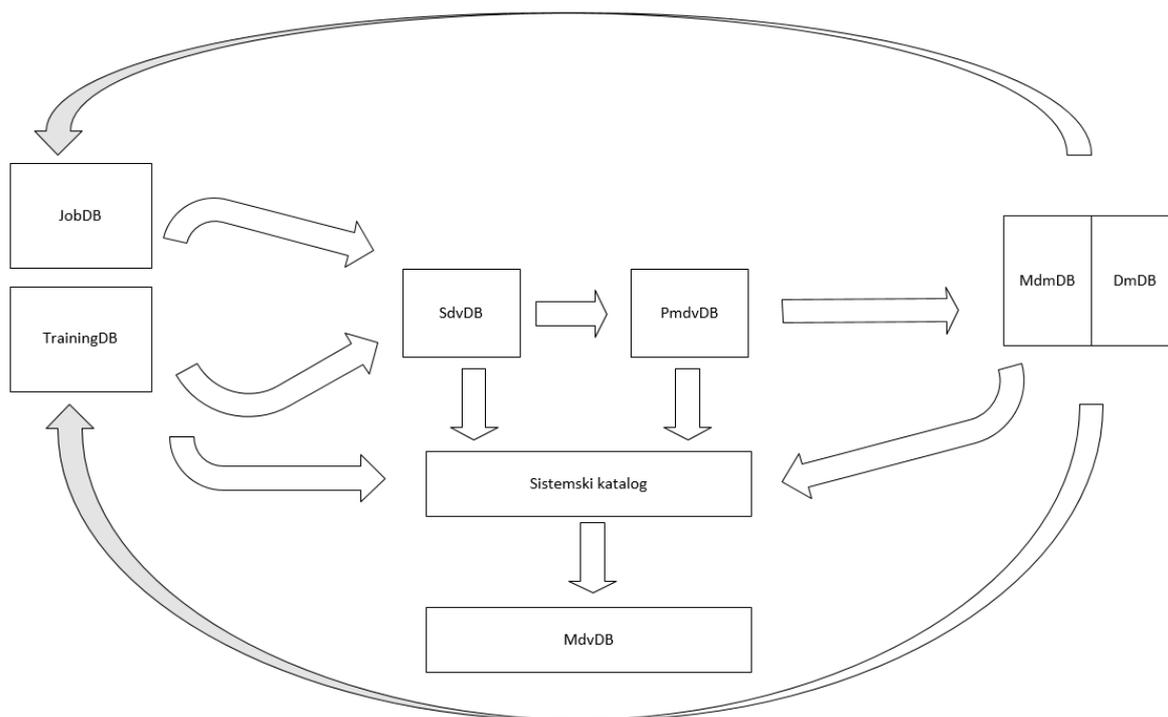 JobDB
TrainingDB
SdvDB
PmdvDB
MdmDB
DmDB
Sistemski katalog
MdvDB